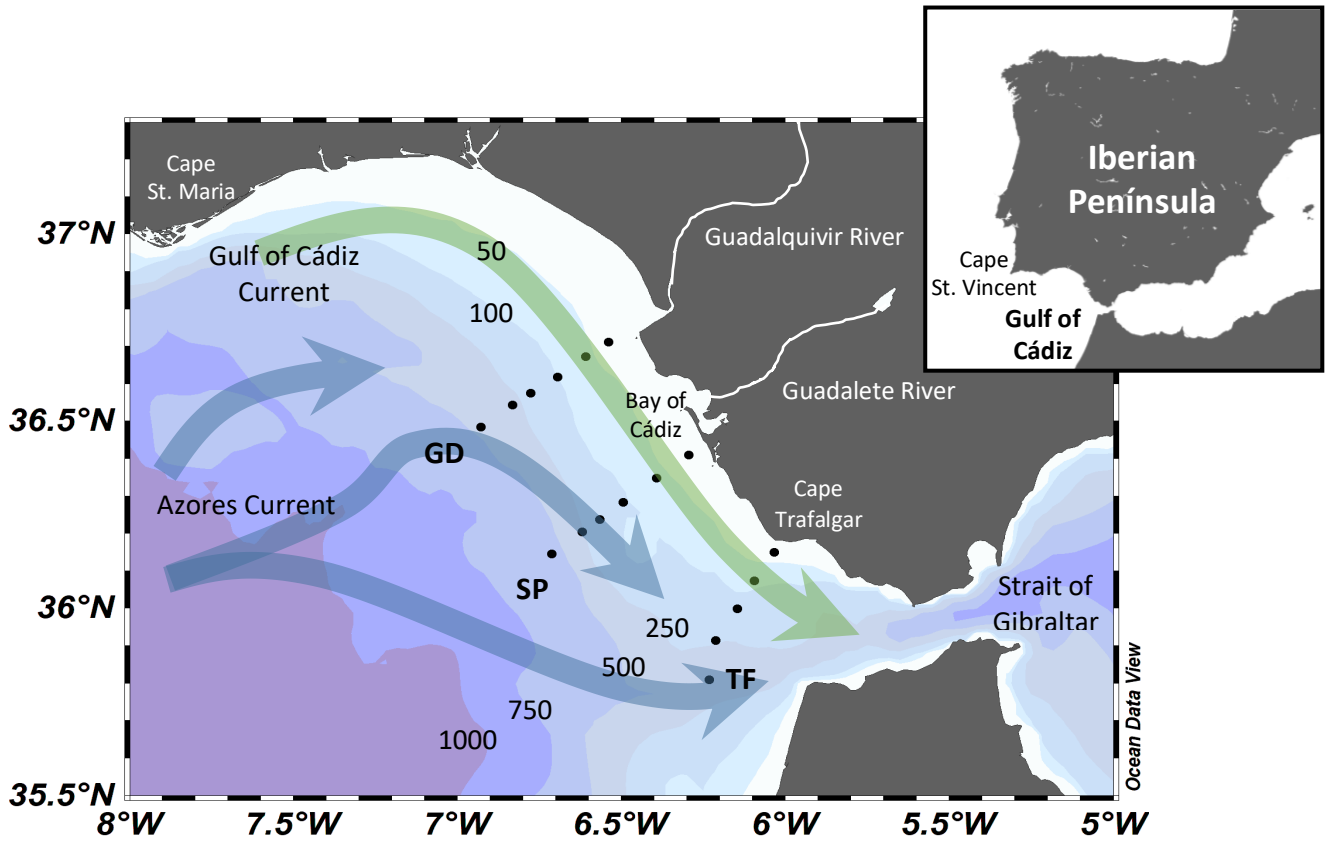 Iberian
Península
Cape
St. Vincent
Gulf of
Cádiz
Cape
St. Maria
37°N
Guadalquivir River
Gulf of Cádiz
Current
50
100
36.5°N
Bay of
Cádiz
Guadalete River
GD
Azores Current
Cape
Trafalgar
SP
36°N
Strait of
Gibraltar
250
500
TF
750
1000
Ocean Data View
35.5°N
8°W
7.5°W
7°W
6.5°W
6°W
5.5°W
5°W